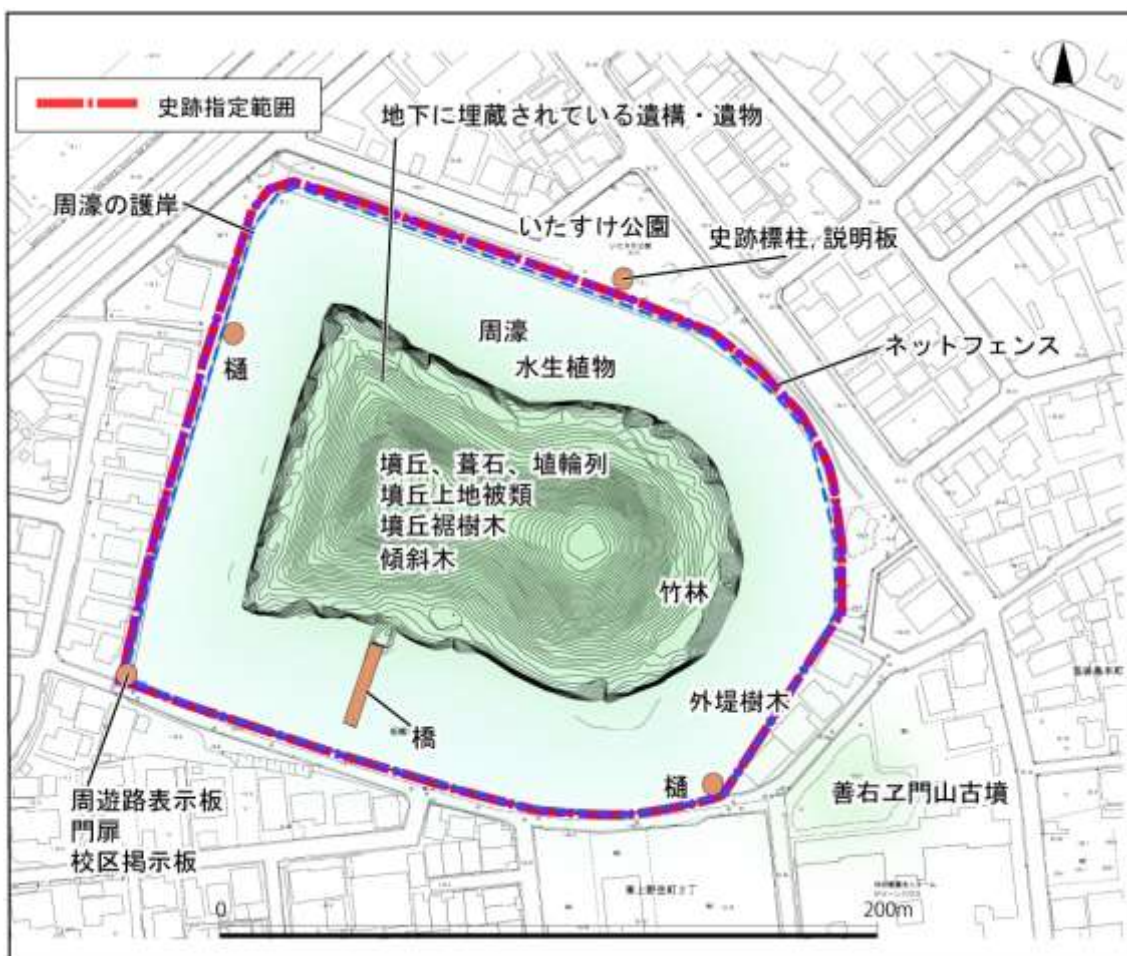 史跡指定範囲
地下に埋蔵されている遺構・遺物
周濠の護岸
いたすけ公園
史跡標柱, 説明板
周濠
水生植物
ネットフェンス
樋
墳丘、葺石、埴輪列
墳丘上地被類
墳丘裾樹木
傾斜木
竹林
外堤樹木
橋
樋
善右ヱ門山古墳
周遊路表示板
門扉
校区掲示板
0
200m